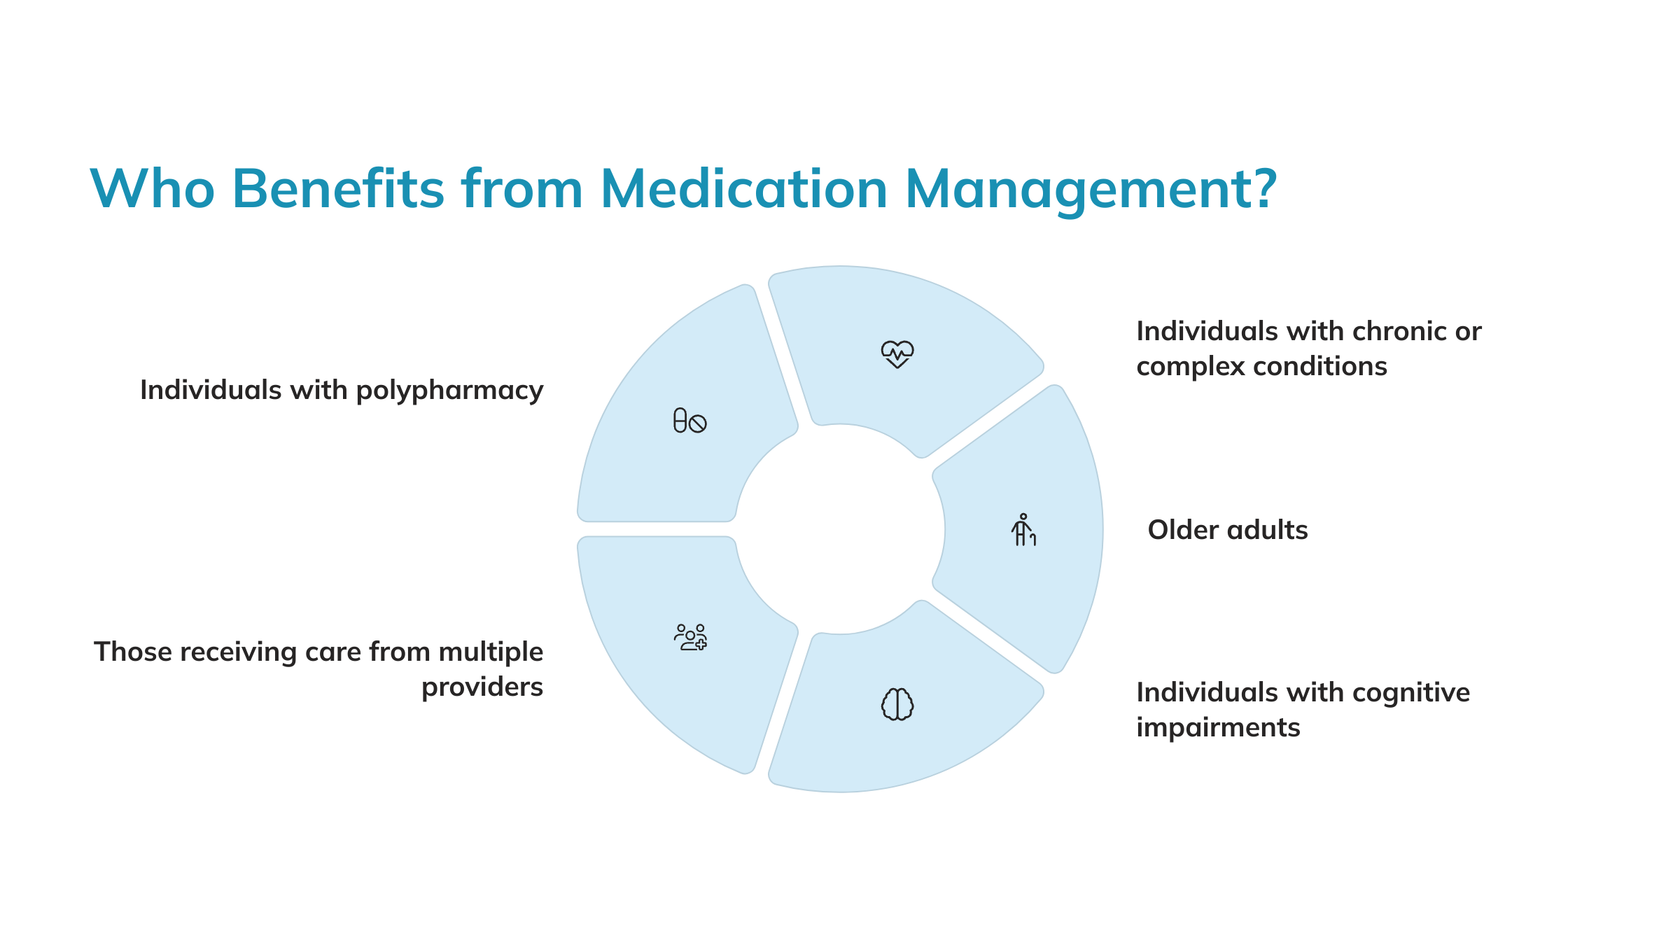 Who Benefits from Medication Management?
Individuals with chronic or
complex conditions
Individuals with polypharmacy
Older adults
Those receiving care from multiple
providers
Individuals with cognitive
impairments